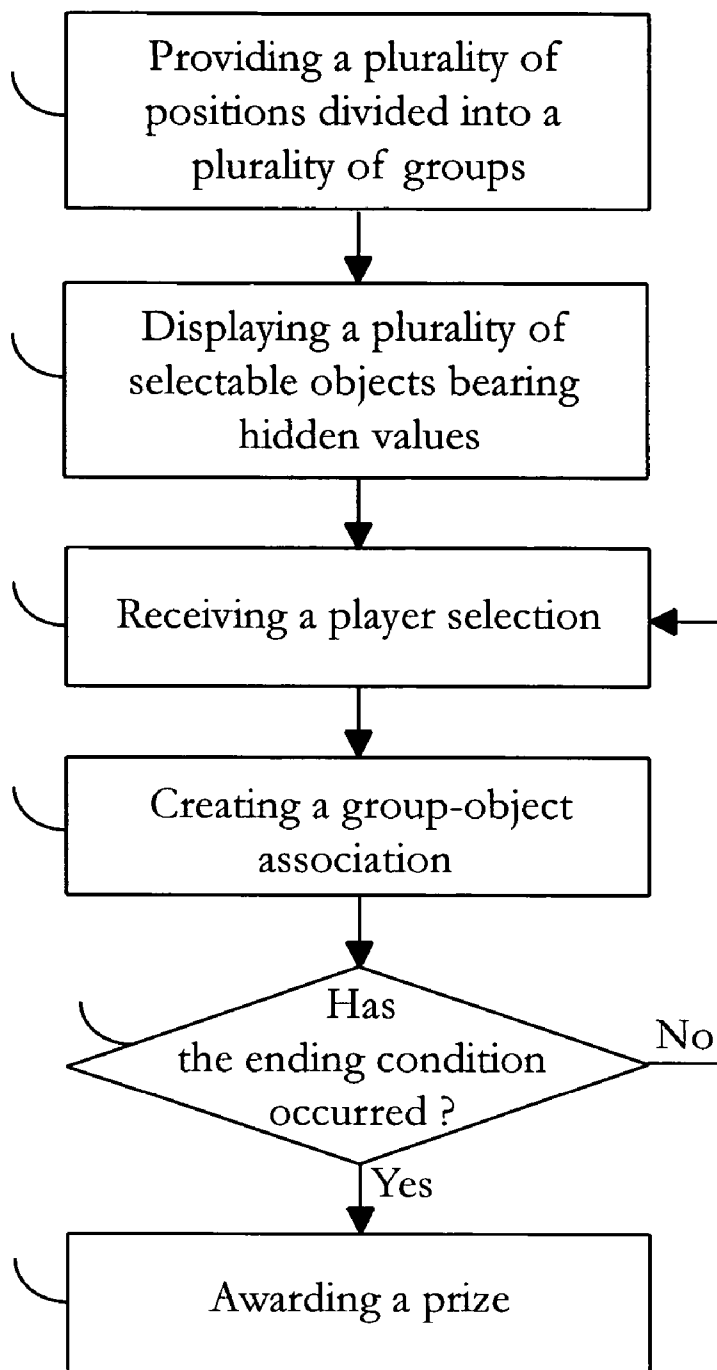 Providing a plurality of
positions divided into a
plurality of groups
Displaying a plurality of
selectable objects bearing
hidden values
Receiving a player selection
Creating a group-object
association
Has
the ending condition
occurred ?
No
Yes
Awarding a prize